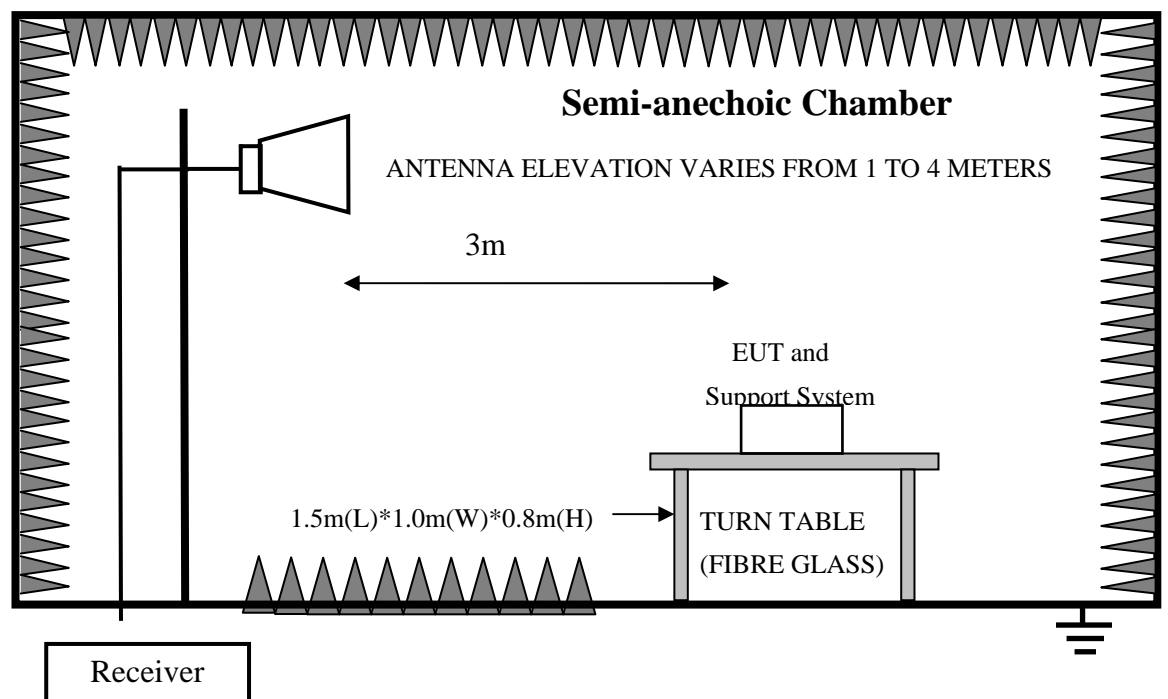 Semi-anechoic Chamber
ANTENNA ELEVATION VARIES FROM 1 TO 4 METERS
3m
EUT and
Support System
1.5m(L)*1.0m(W)*0.8m(H)
TURN TABLE
(FIBRE GLASS)
Receiver